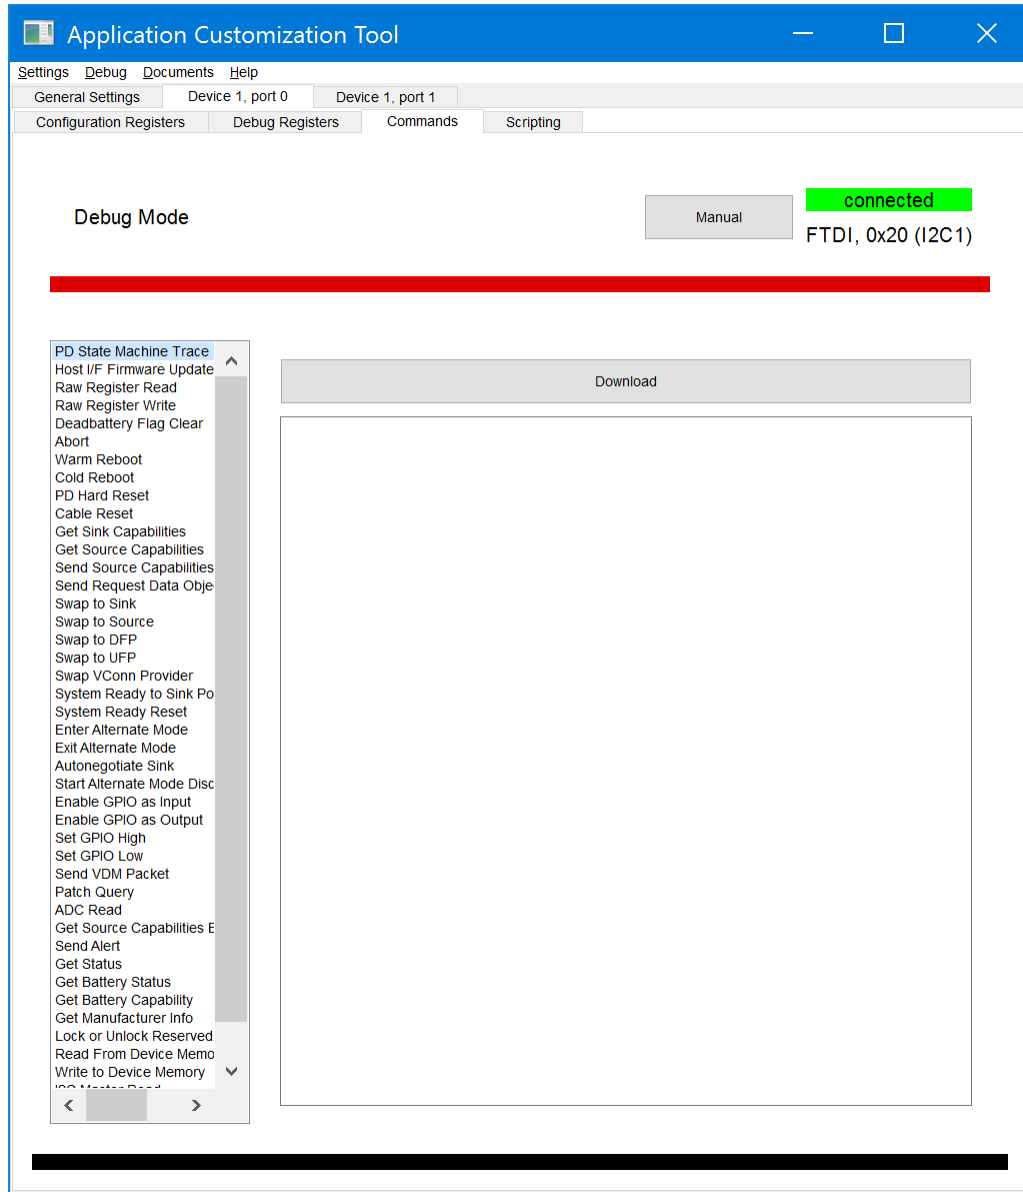 Application Customization Tool
Settings Debug Documents Help
General Settings Device 1, port 0 Device 1, port 1
Configuration Registers Debug Registers Commands Scripting
Debug Mode
Manual
connected
FTDI, 0x20 (I2C1)
PD State Machine Trace
Host I/F Firmware Update
Raw Register Read
Raw Register Write
Deadbattery Flag Clear
Abort
Warm Reboot
Cold Reboot
PD Hard Reset
Cable Reset
Get Sink Capabilities
Get Source Capabilities
Send Source Capabilities
Send Request Data Obje
Swap to Sink
Swap to Source
Swap to DFP
Swap to UFP
Swap VConn Provider
System Ready to Sink Po
System Ready Reset
Enter Alternate Mode
Exit Alternate Mode
Autonegotiate Sink
Start Alternate Mode Disc
Enable GPIO as Input
Enable GPIO as Output
Set GPIO High
Set GPIO Low
Send VDM Packet
Patch Query
ADC Read
Get Source Capabilities E
Send Alert
Get Status
Get Battery Status
Get Battery Capability
Get Manufacturer Info
Lock or Unlock Reserved
Read From Device Memo
Write to Device Memory
Download